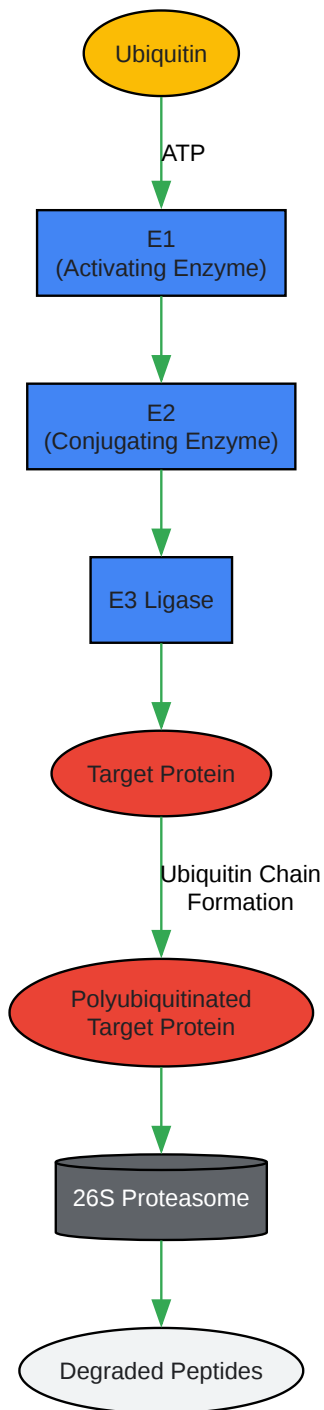 Ubiquitin
ATP
E1
(Activating Enzyme)
E2
(Conjugating Enzyme)
E3 Ligase
Target Protein
Ubiquitin Chain
Formation
Polyubiquitinated
Target Protein
26S Proteasome
Degraded Peptides